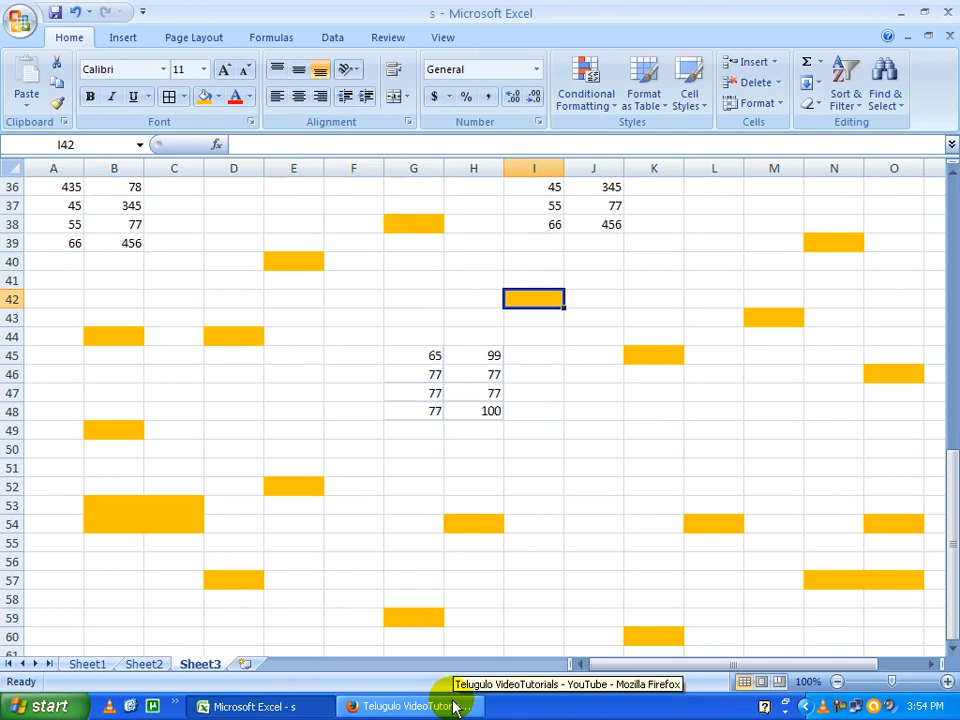 s - Microsoft Excel
Home Insert Page Layout Formulas Data Review View
Calibri 11 General Insert Σ
Paste B I U $ % , Conditional Formatting Format as Table Cell Styles Delete Format Sort & Filter Find & Select
Clipboard Font Alignment Number Styles Cells Editing
I42 fx
A B C D E F G H I J K L M N O
36 435 78 45 345
37 45 345 55 77
38 55 77 66 456
39 66 456
40
41
42
43
44
45 65 99
46 77 77
47 77 77
48 77 100
49
50
51
52
53
54
55
56
57
58
59
60
Sheet1 Sheet2 Sheet3
Ready Telugulo VideoTutorials - YouTube - Mozilla Firefox 100%
start Microsoft Excel - s Telugulo VideoTutor... 3:54 PM